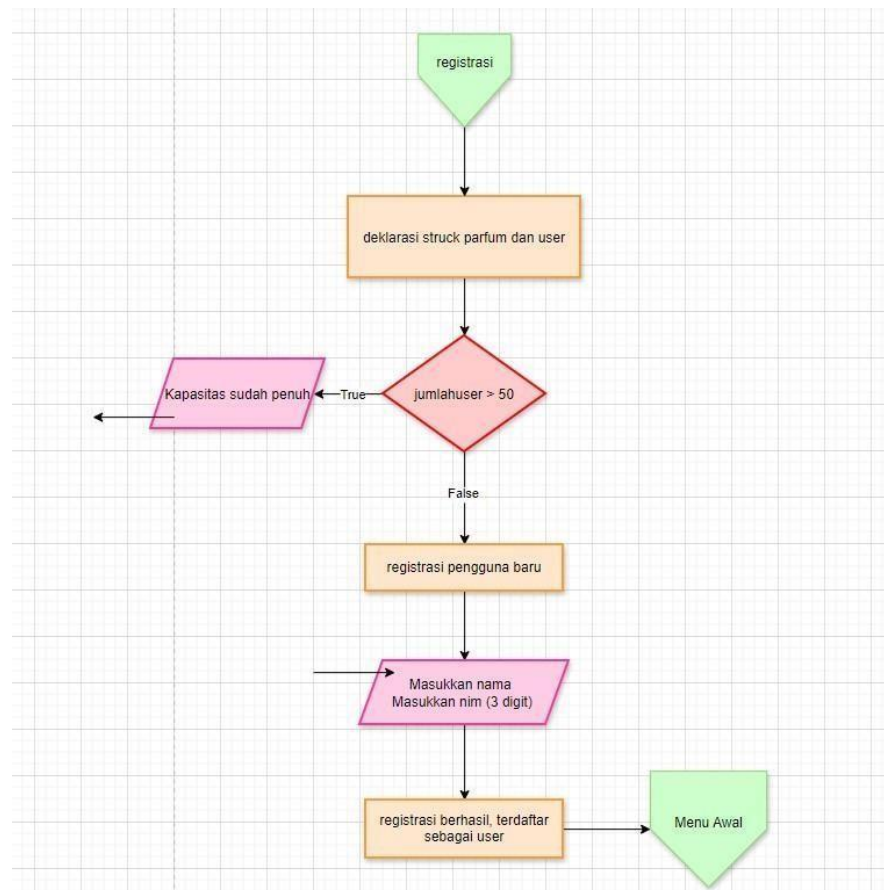 registrasi
deklarasi struck parfum dan user
Kapasitas sudah penuh
True
jumlahuser > 50
False
registrasi pengguna baru
Masukkan nama
Masukkan nim (3 digit)
registrasi berhasil, terdaftar
sebagai user
Menu Awal